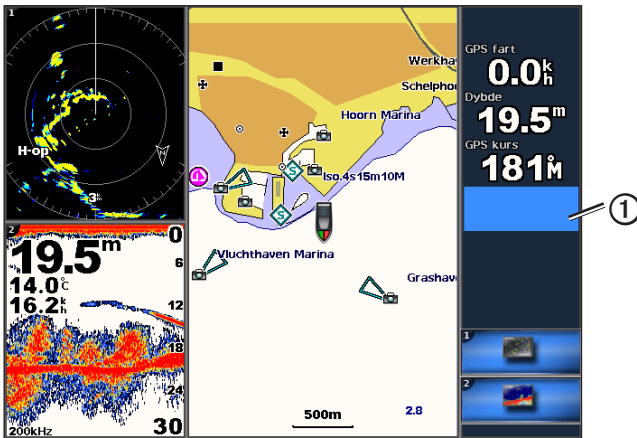 1
H-op
3
2
19.5m
14.0°C
16.2kh
0
6
12
18
24
30
200kHz
Werkha
Schelpho
Hoorn Marina
Iso.4s15m10M
S
S
Vluchthaven Marina
Grashav
500m
2.8
GPS fart
0.0kh
Dybde
19.5m
GPS kurs
181°M
①
1
2